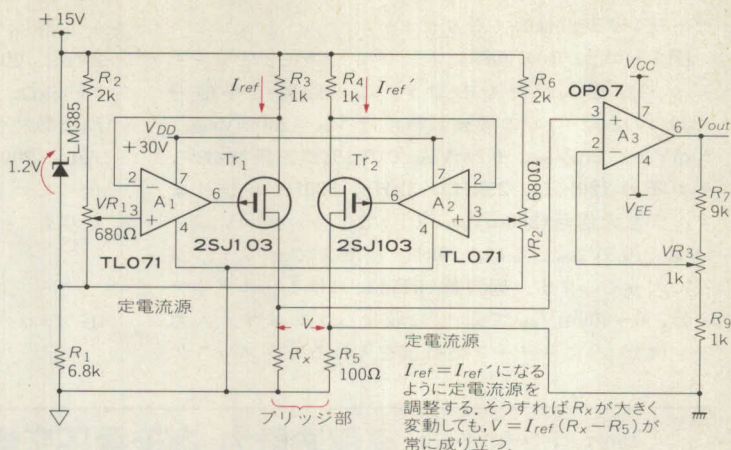 +15V
R2
2k
Iref
R3
1k
R4
1k
Iref′
R6
2k
OP07
VCC
LM385
1.2V
VDD
+30V
Tr1
Tr2
3
+
A3
7
6
Vout
2
−
4
VEE
R7
9k
VR1
680Ω
2
−
7
A1
6
3
+
4
2SJ103
2SJ103
7
−
2
A2
+
3
4
680Ω
VR2
TL071
TL071
VR3
1k
定電流源
V
定電流源
R1
6.8k
Rx
R5
100Ω
R9
1k
ブリッジ部
Iref=Iref′になる
ように定電流源を
調整する.そうすればRxが大きく
変動しても,V=Iref(Rx−R5)が
常に成り立つ.